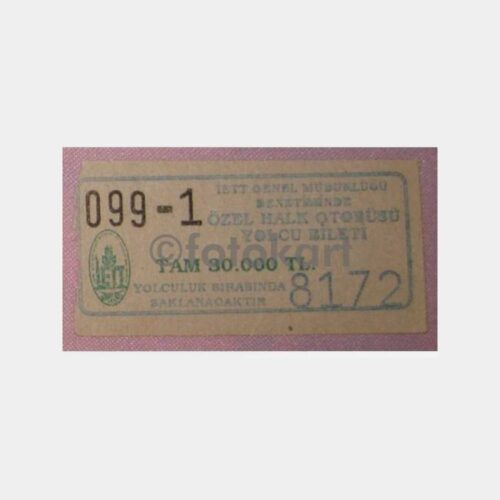 İETT GENEL MÜDÜRLÜĞÜ
DENETİMİNDE
099-1
ÖZEL HALK OTOBÜSÜ
YOLCU BİLETİ
©fotokart
İETT
TAM 30.000 TL.
YOLCULUK SIRASINDA
SAKLANACAKTIR
8172